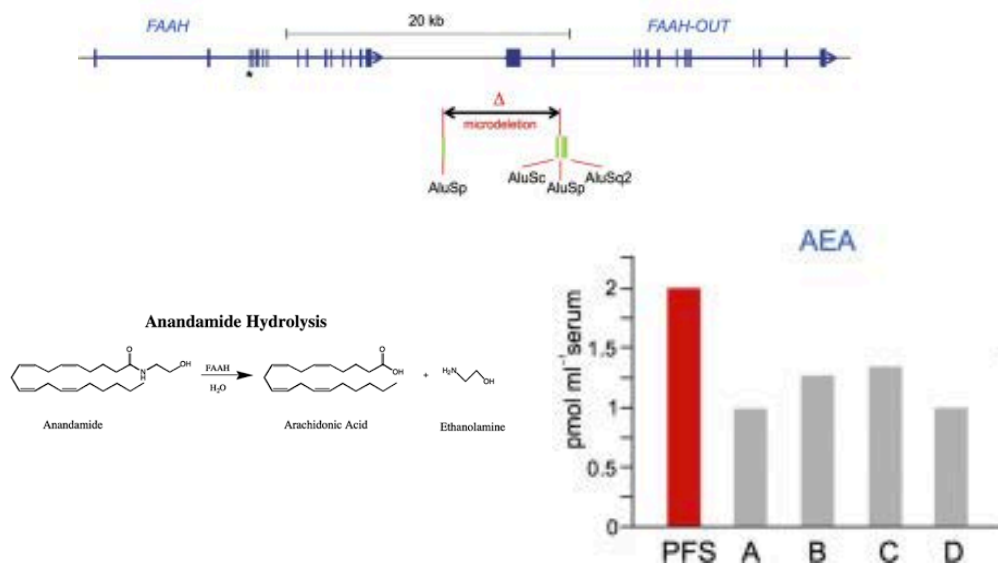 FAAH
20 kb
FAAH-OUT
*
Δ
microdeletion
AluSp
AluSc
AluSp
AluSq2
Anandamide Hydrolysis
O
N
H
OH
FAAH
H₂O
O
OH
+
H₂N
OH
Anandamide
Arachidonic Acid
Ethanolamine
AEA
pmol ml⁻¹ serum
2
1.5
1
0.5
0
PFS A B C D